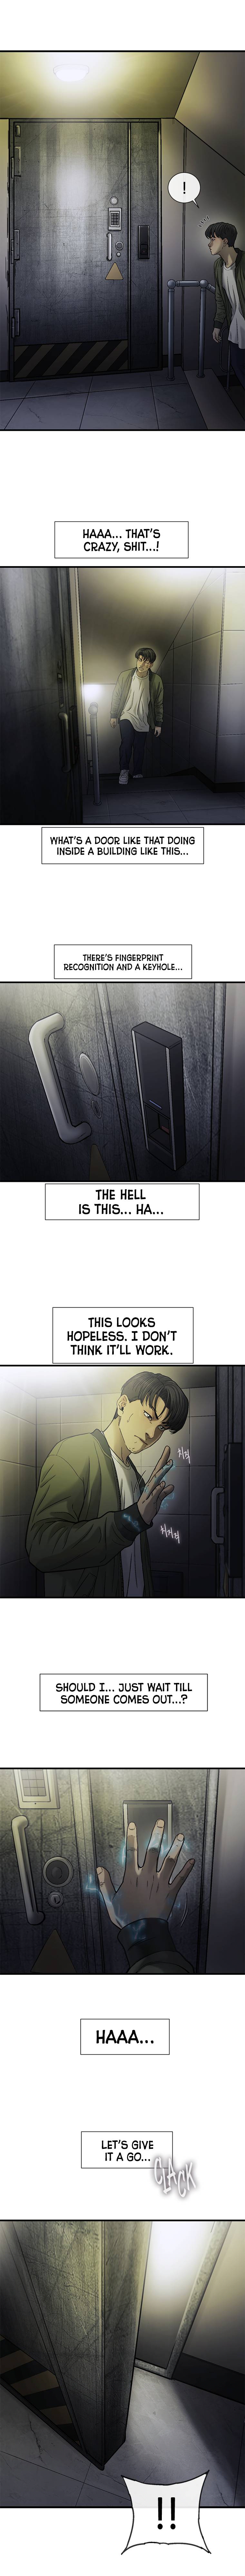 !
HAAA... THAT'S
CRAZY, SHIT...!
WHAT'S A DOOR LIKE THAT DOING
INSIDE A BUILDING LIKE THIS...
THERE'S FINGERPRINT
RECOGNITION AND A KEYHOLE...
THE HELL
IS THIS... HA...
THIS LOOKS
HOPELESS. I DON'T
THINK IT'LL WORK.
SHOULD I... JUST WAIT TILL
SOMEONE COMES OUT...?
HAAA...
LET'S GIVE
IT A GO...
CLACK
!!